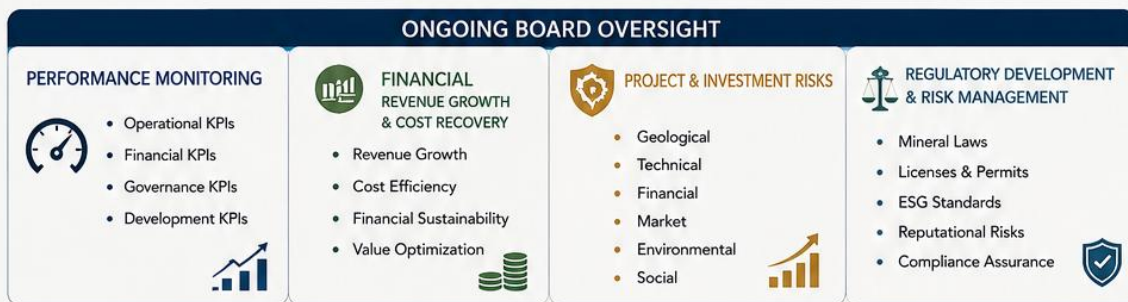 ONGOING BOARD OVERSIGHT
PERFORMANCE MONITORING
• Operational KPIs
• Financial KPIs
• Governance KPIs
• Development KPIs
FINANCIAL
REVENUE GROWTH
& COST RECOVERY
• Revenue Growth
• Cost Efficiency
• Financial Sustainability
• Value Optimization
PROJECT & INVESTMENT RISKS
• Geological
• Technical
• Financial
• Market
• Environmental
• Social
REGULATORY DEVELOPMENT
& RISK MANAGEMENT
• Mineral Laws
• Licenses & Permits
• ESG Standards
• Reputational Risks
• Compliance Assurance